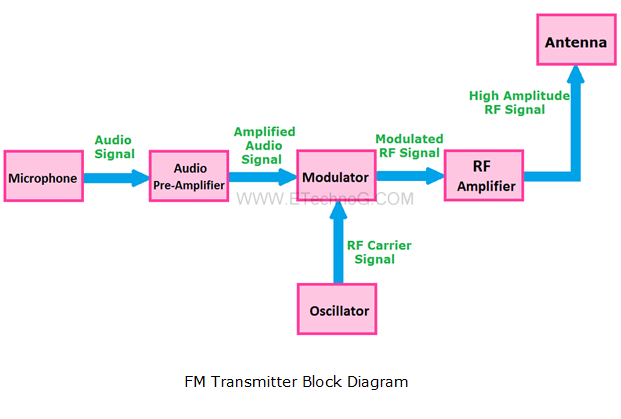 Antenna
High Amplitude
RF Signal
Audio
Signal
Amplified
Audio
Signal
Modulated
RF Signal
Microphone
Audio
Pre-Amplifier
Modulator
RF
Amplifier
WWW.ETechnoG.COM
RF Carrier
Signal
Oscillator
FM Transmitter Block Diagram